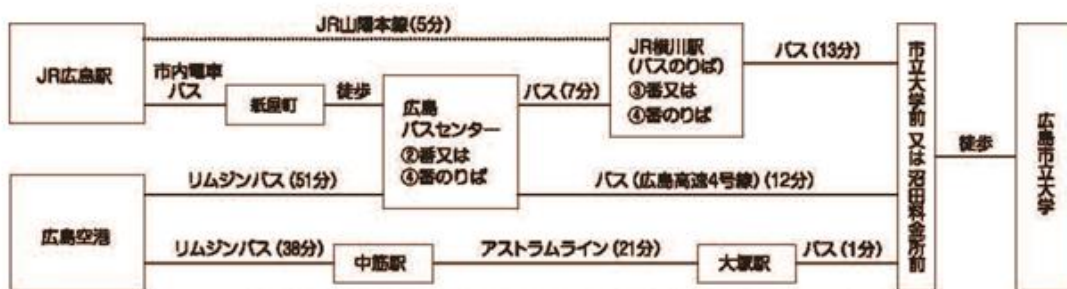 JR山陽本線(5分)
JR広島駅
市内電車
バス
紙屋町
徒歩
広島
バスセンター
②番又は
④番のりば
バス(7分)
JR横川駅
(バスのりば)
③番又は
④番のりば
バス(13分)
広島空港
リムジンバス(51分)
バス(広島高速4号線)(12分)
リムジンバス(38分)
中筋駅
アストラムライン(21分)
大塚駅
バス(1分)
市立大学前又は沼田料金所前
徒歩
広島市立大学